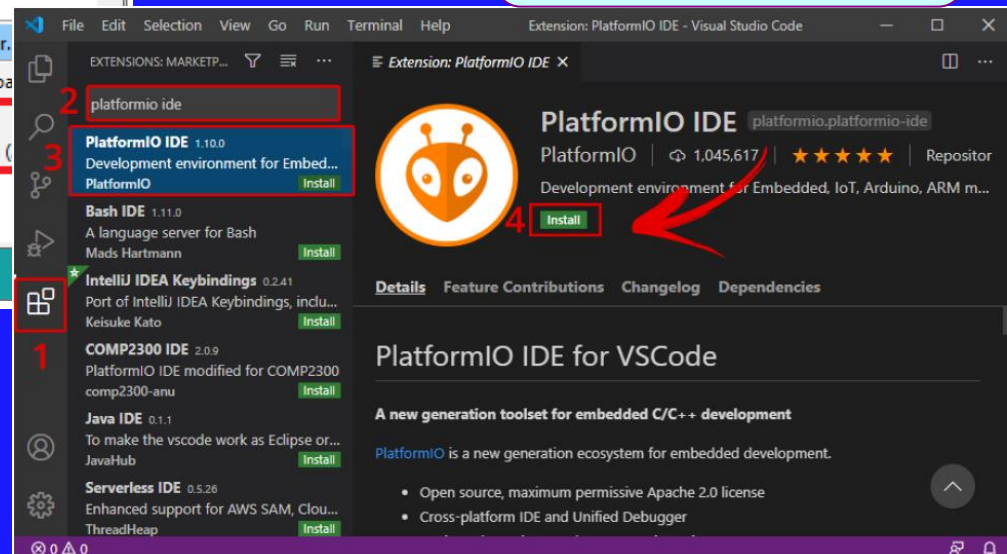 File Edit Selection View Go Run Terminal Help Extension: PlatformIO IDE - Visual Studio Code
EXTENSIONS: MARKETP...
2
platformio ide
3
PlatformIO IDE 1.10.0
Development environment for Embed...
PlatformIO Install
Bash IDE 1.11.0
A language server for Bash
Mads Hartmann Install
IntelliJ IDEA Keybindings 0.2.41
Port of IntelliJ IDEA Keybindings, inclu...
Keisuke Kato Install
1
COMP2300 IDE 2.0.9
PlatformIO IDE modified for COMP2300
comp2300-anu Install
Java IDE 0.1.1
To make the vscode work as Eclipse or...
JavaHub Install
Serverless IDE 0.5.26
Enhanced support for AWS SAM, Clou...
ThreadHeap Install
0 0
Extension: PlatformIO IDE
PlatformIO IDE platformio.platformio-ide
PlatformIO 1,045,617 Repositor
Development environment for Embedded, IoT, Arduino, ARM m...
4
Install
Details Feature Contributions Changelog Dependencies
PlatformIO IDE for VSCode
A new generation toolset for embedded C/C++ development
PlatformIO is a new generation ecosystem for embedded development.
• Open source, maximum permissive Apache 2.0 license
• Cross-platform IDE and Unified Debugger